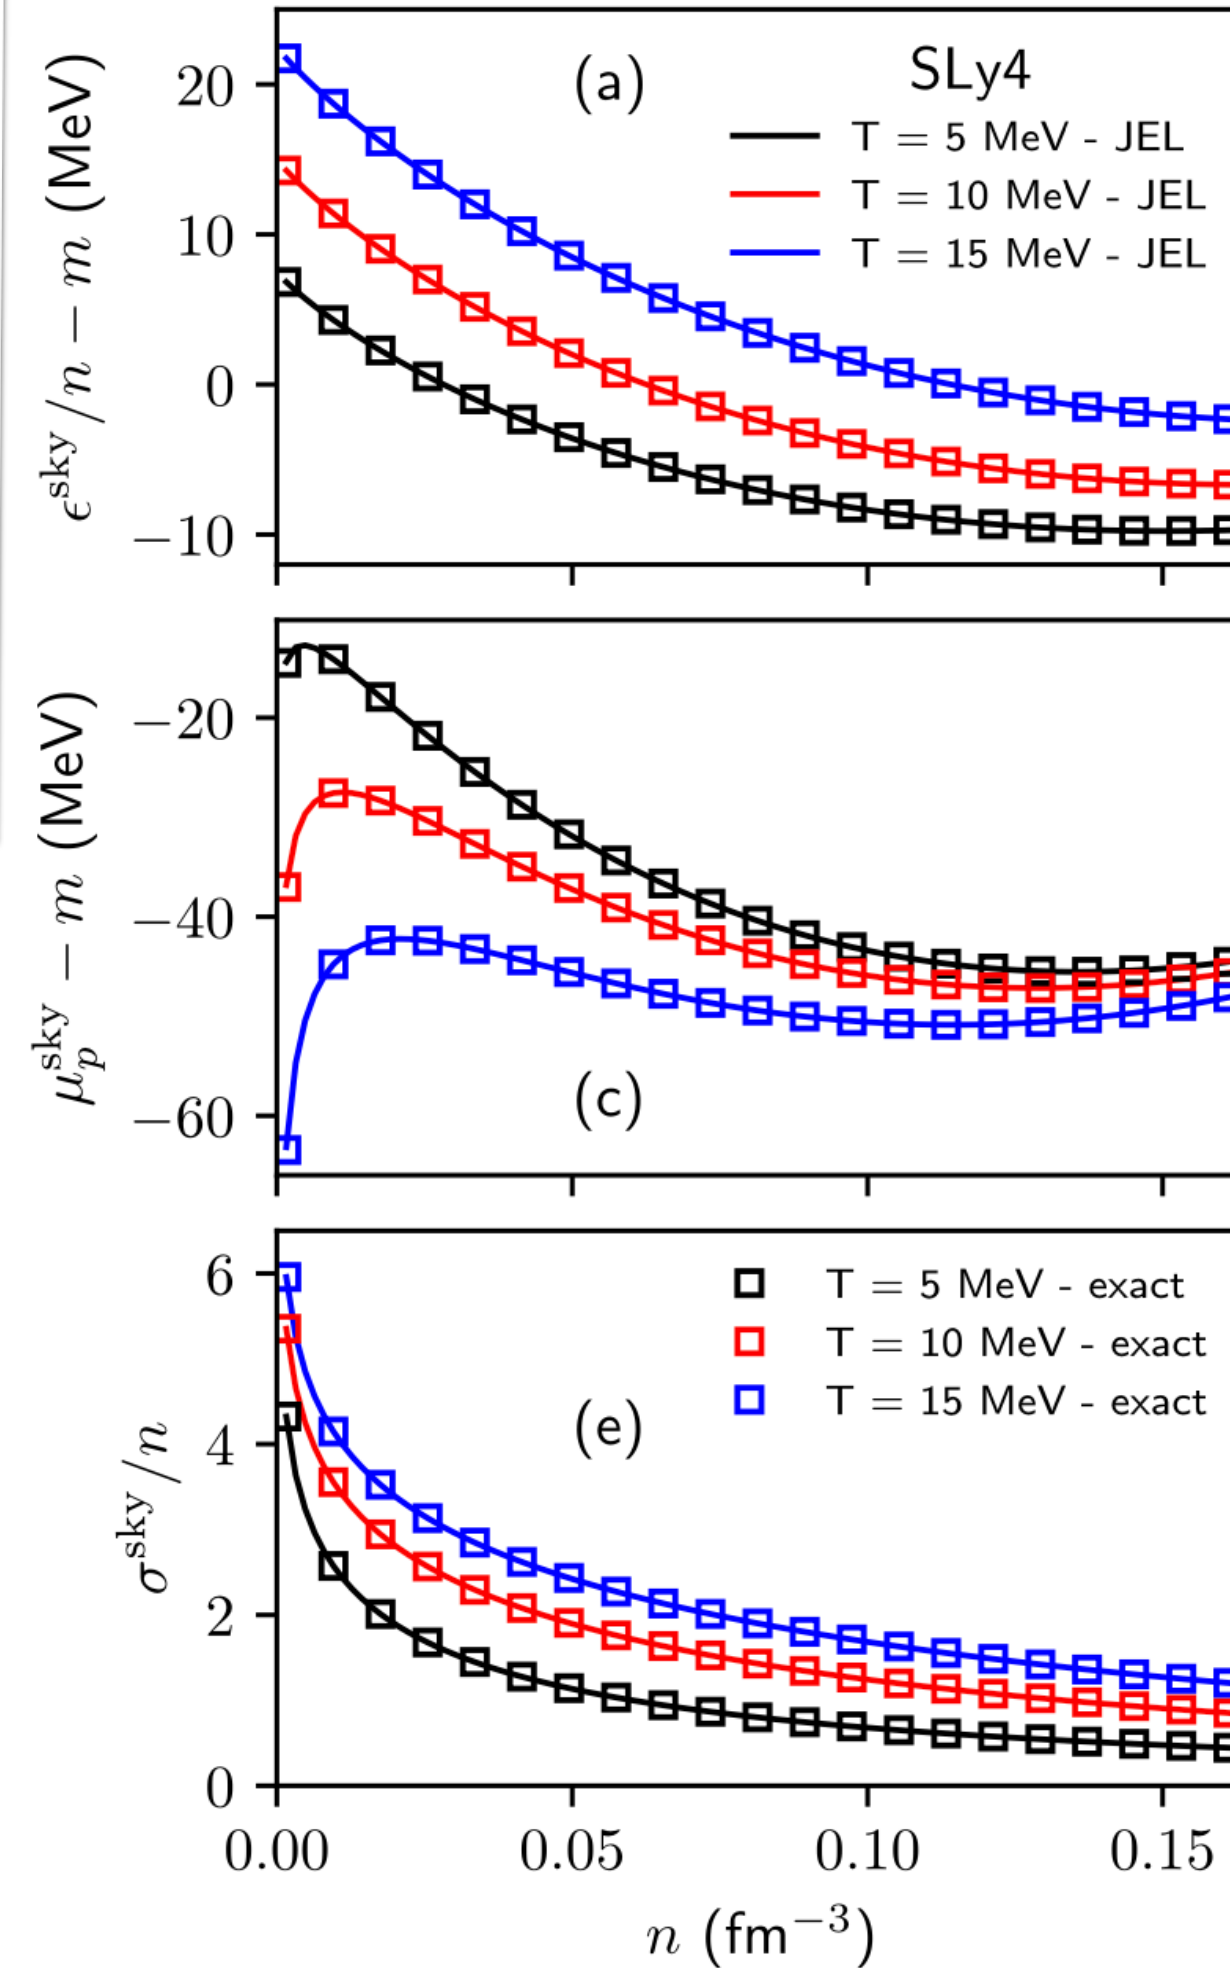 (a)
SLy4
T = 5 MeV - JEL
T = 10 MeV - JEL
T = 15 MeV - JEL
20
10
0
−10
ϵ^sky/n − m (MeV)
−20
−40
−60
μ_p^sky − m (MeV)
(c)
T = 5 MeV - exact
T = 10 MeV - exact
T = 15 MeV - exact
(e)
6
4
2
0
σ^sky/n
0.00 0.05 0.10 0.15
n (fm⁻³)